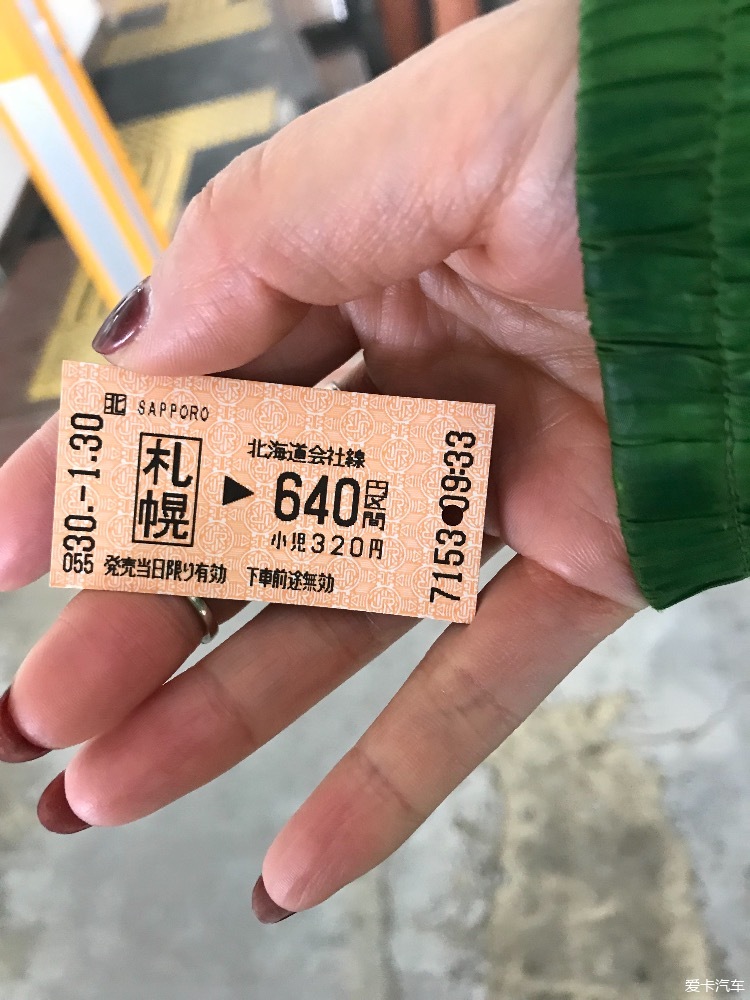 北 SAPPORO
札幌
北海道会社線
▶ 640円区間
小児320円
発売当日限り有効 下車前途無効
055
30.-1.30
7153
09:33
爱卡汽车